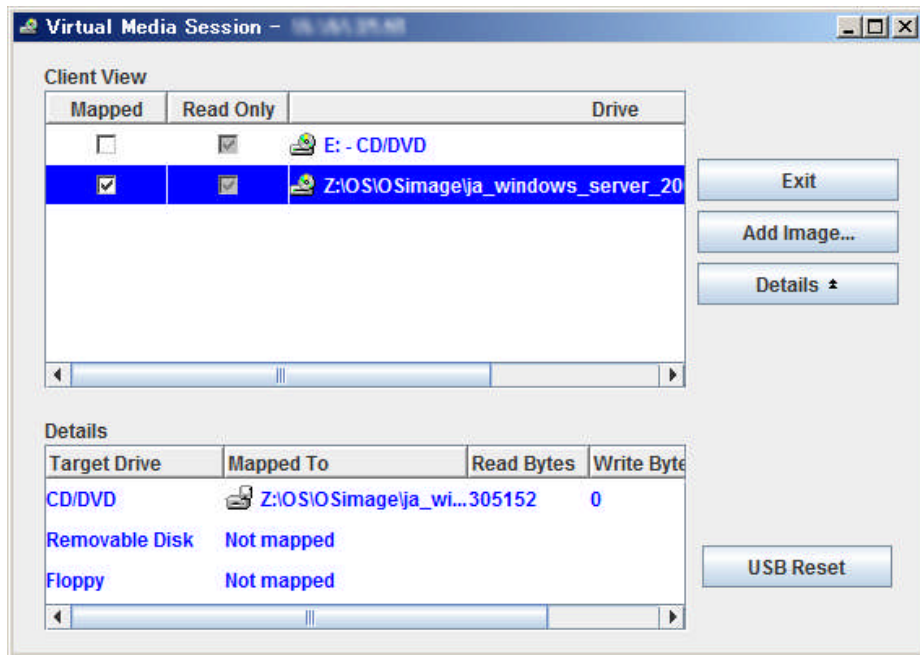 Virtual Media Session -
Client View
Mapped Read Only Drive
E: - CD/DVD
Z:\OS\OSimage\ja_windows_server_20
Exit
Add Image...
Details
Details
Target Drive Mapped To Read Bytes Write Byte
CD/DVD Z:\OS\OSimage\ja_wi... 305152 0
Removable Disk Not mapped
Floppy Not mapped
USB Reset